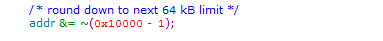 /* round down to next 64 kB limit */
addr &= ~(0x10000 - 1);